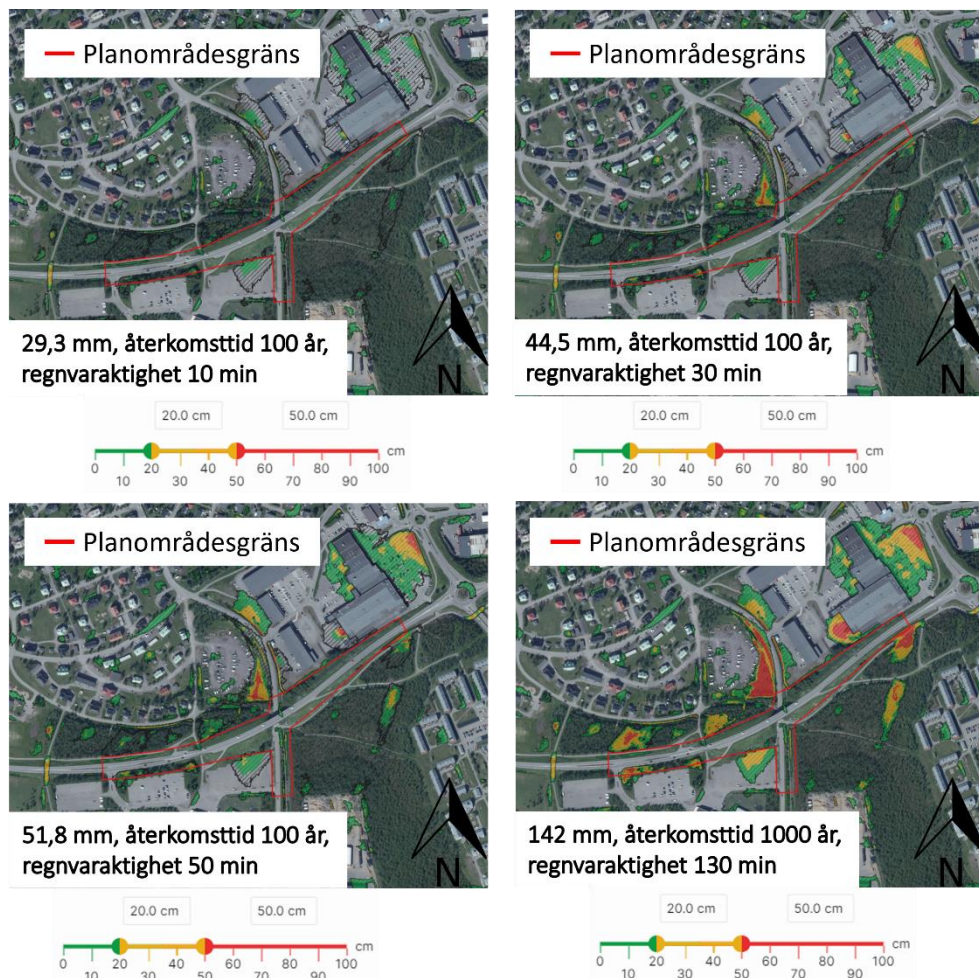 Planområdesgräns
29,3 mm, återkomsttid 100 år,
regnvaraktighet 10 min
N
20.0 cm 50.0 cm
cm
0 20 40 60 80 100
10 30 50 70 90
Planområdesgräns
44,5 mm, återkomsttid 100 år,
regnvaraktighet 30 min
N
20.0 cm 50.0 cm
cm
0 20 40 60 80 100
10 30 50 70 90
Planområdesgräns
51,8 mm, återkomsttid 100 år,
regnvaraktighet 50 min
N
20.0 cm 50.0 cm
cm
0 20 40 60 80 100
10 30 50 70 90
Planområdesgräns
142 mm, återkomsttid 1000 år,
regnvaraktighet 130 min
N
20.0 cm 50.0 cm
cm
0 20 40 60 80 100
10 30 50 70 90